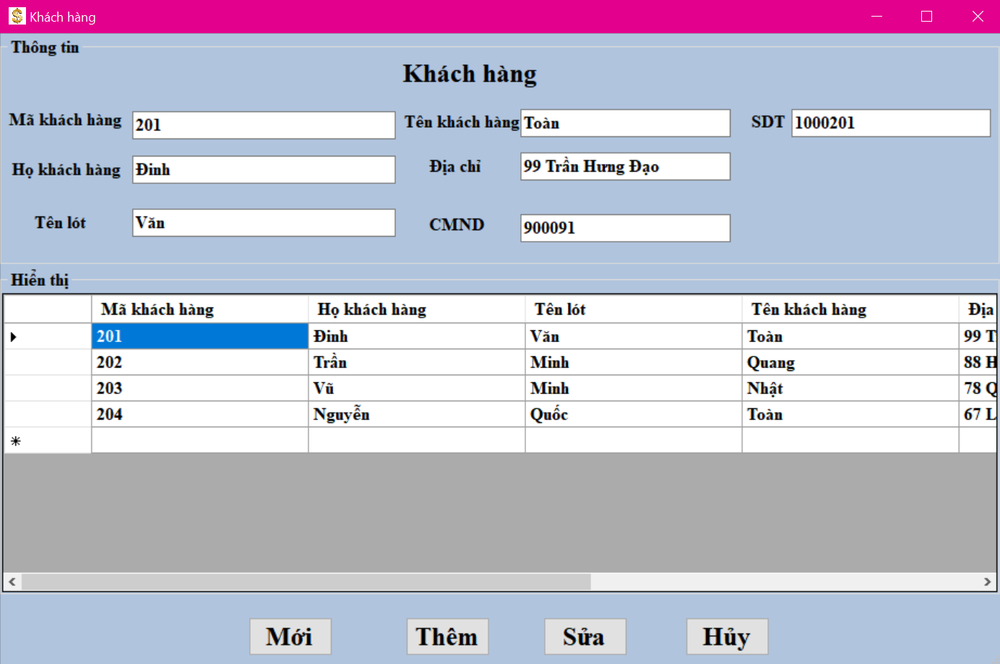 Khách hàng
Thông tin
Khách hàng
Mã khách hàng 201 Tên khách hàng Toàn SDT 1000201
Họ khách hàng Đinh Địa chỉ 99 Trần Hưng Đạo
Tên lót Văn CMND 900091
Hiển thị
Mã khách hàng Họ khách hàng Tên lót Tên khách hàng Địa
201 Đinh Văn Toàn 99 T
202 Trần Minh Quang 88 H
203 Vũ Minh Nhật 78 Q
204 Nguyễn Quốc Toàn 67 L
Mới Thêm Sửa Hủy